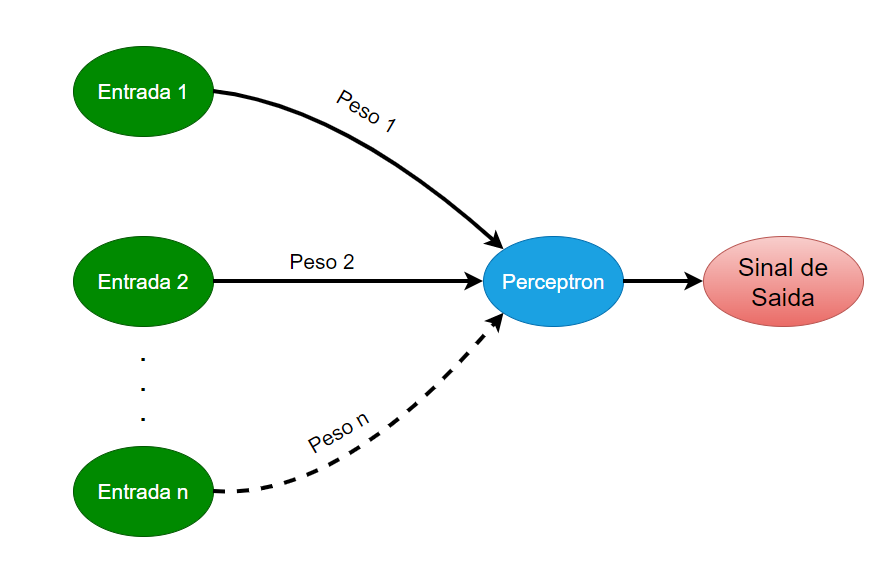 Entrada 1
Peso 1
Entrada 2
Peso 2
Perceptron
Sinal de
Saida
.
.
.
Peso n
Entrada n